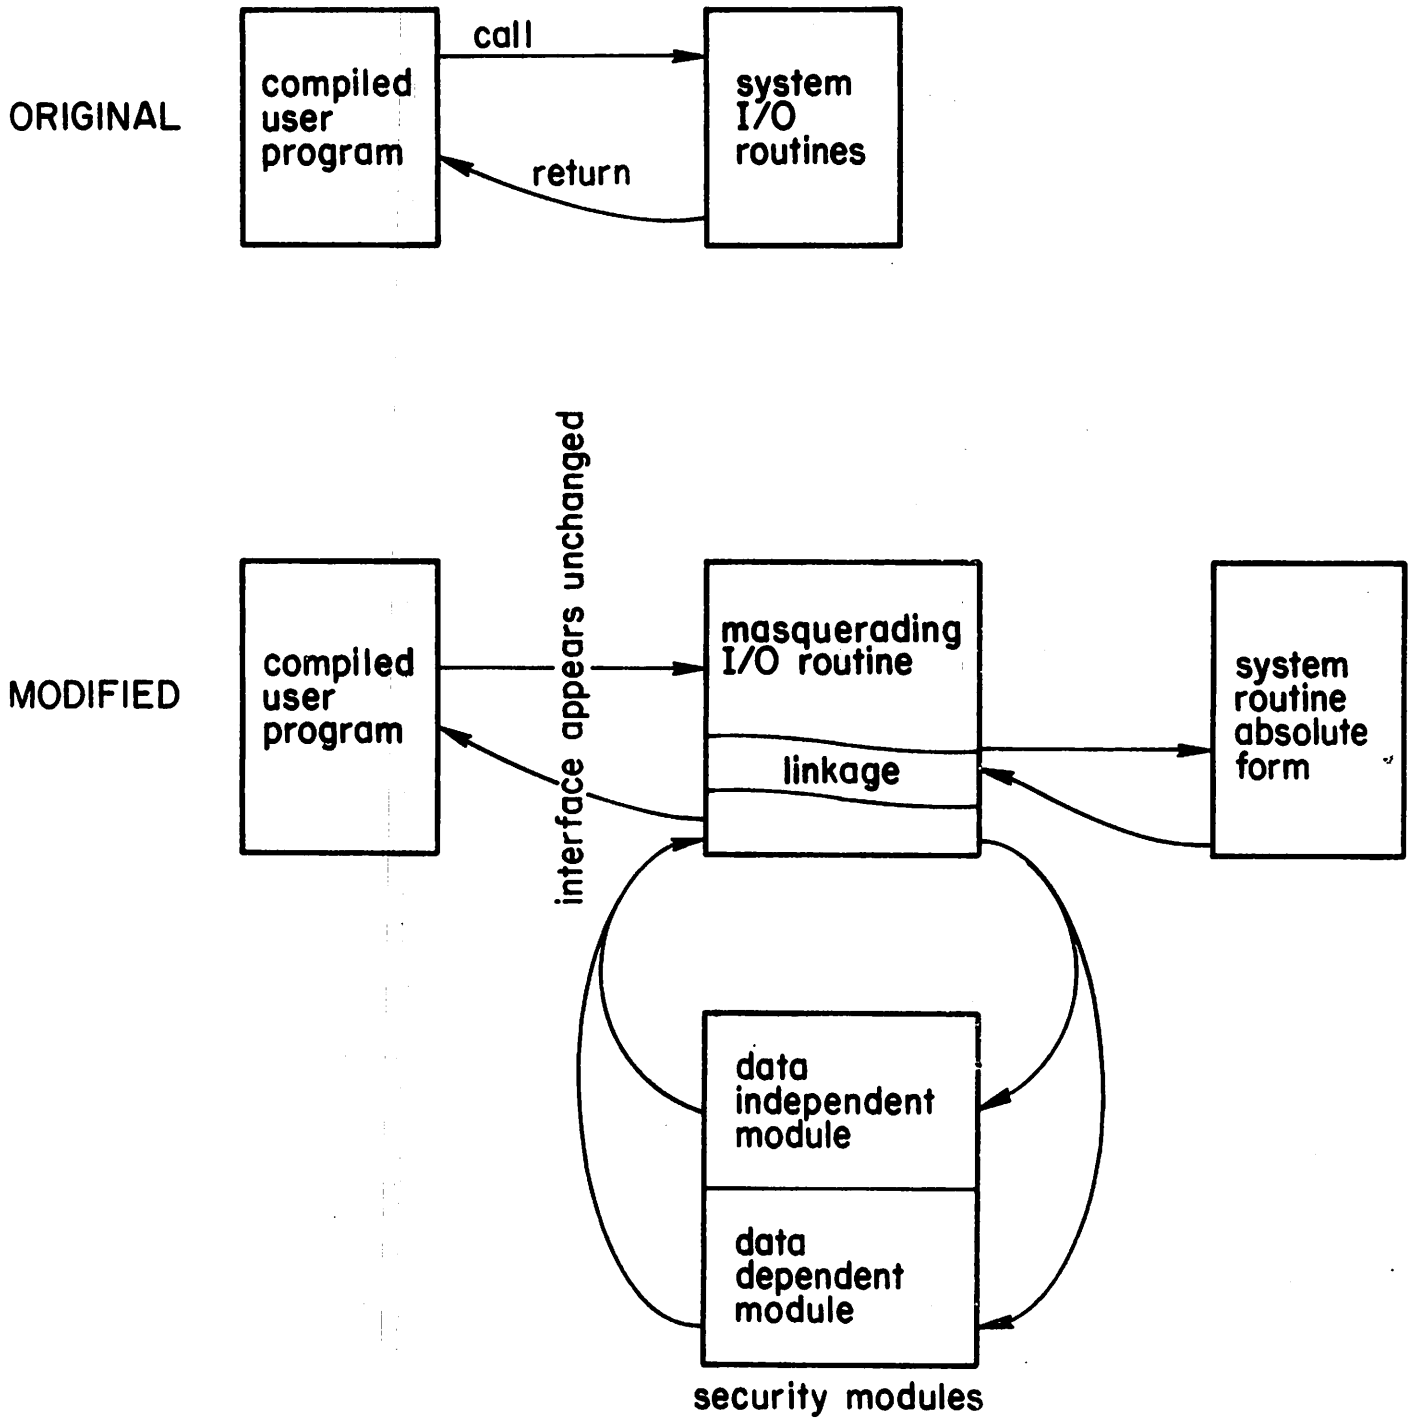 ORIGINAL
compiled
user
program
call
return
system
I/O
routines
MODIFIED
compiled
user
program
interface appears unchanged
masquerading
I/O routine
linkage
system
routine
absolute
form
data
independent
module
data
dependent
module
security modules